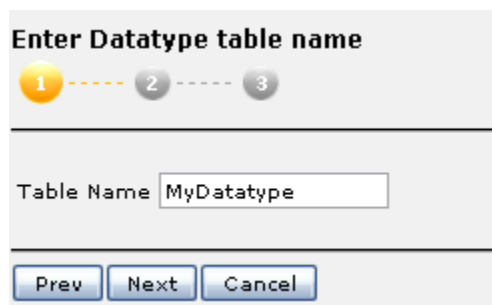 Enter Datatype table name
1 2 3
Table Name MyDatatype
Prev Next Cancel